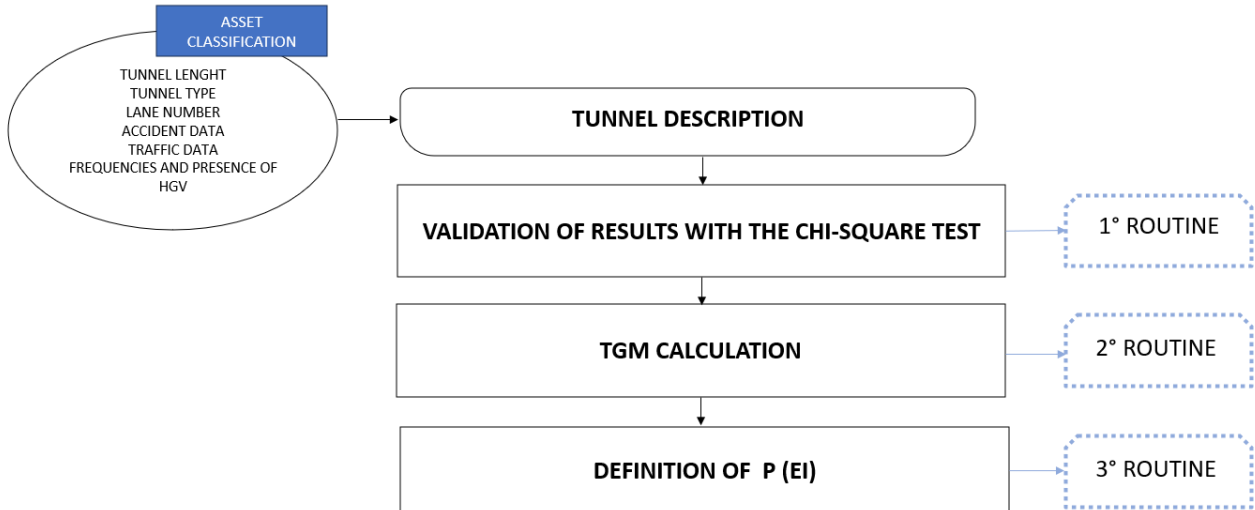 ASSET
CLASSIFICATION
TUNNEL LENGHT
TUNNEL TYPE
LANE NUMBER
ACCIDENT DATA
TRAFFIC DATA
FREQUENCIES AND PRESENCE OF
HGV
TUNNEL DESCRIPTION
VALIDATION OF RESULTS WITH THE CHI-SQUARE TEST
1° ROUTINE
TGM CALCULATION
2° ROUTINE
DEFINITION OF P (EI)
3° ROUTINE